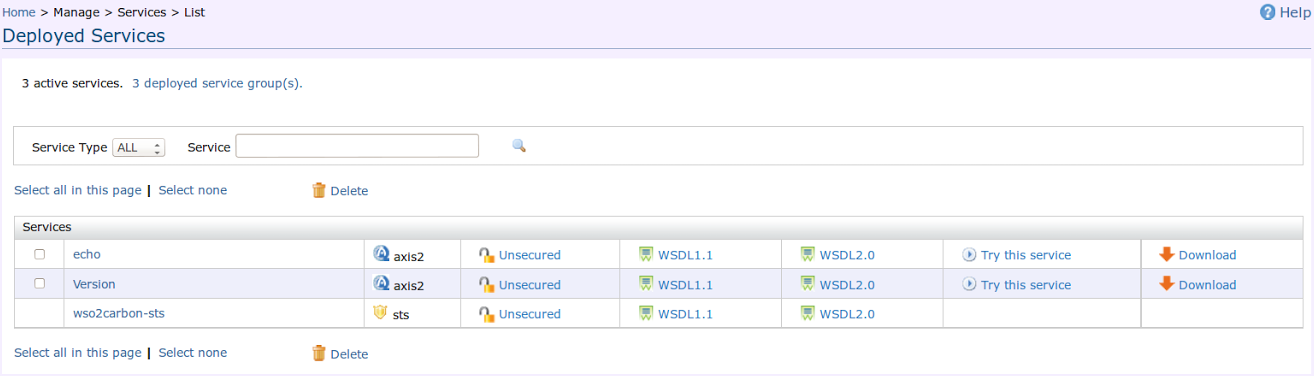 Home > Manage > Services > List Help
Deployed Services
3 active services. 3 deployed service group(s).
Service Type ALL Service
Select all in this page | Select none Delete
Services
echo axis2 Unsecured WSDL1.1 WSDL2.0 Try this service Download
Version axis2 Unsecured WSDL1.1 WSDL2.0 Try this service Download
wso2carbon-sts sts Unsecured WSDL1.1 WSDL2.0
Select all in this page | Select none Delete